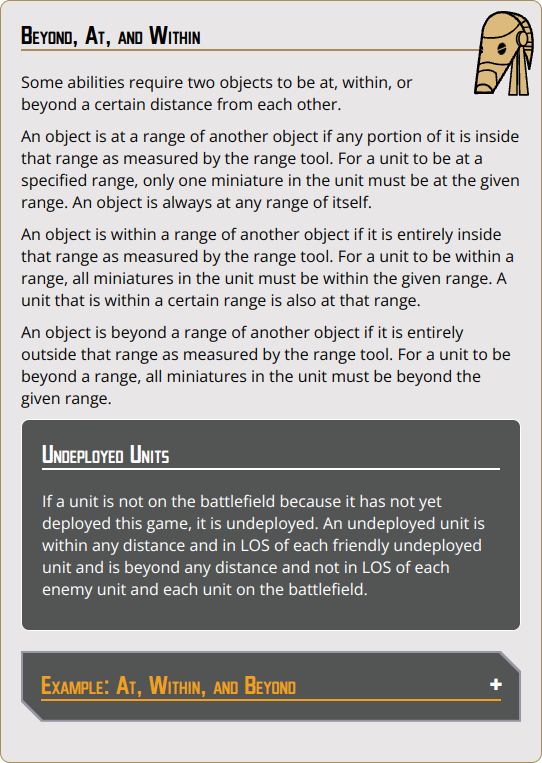 Beyond, At, and Within
Some abilities require two objects to be at, within, or
beyond a certain distance from each other.
An object is at a range of another object if any portion of it is inside
that range as measured by the range tool. For a unit to be at a
specified range, only one miniature in the unit must be at the given
range. An object is always at any range of itself.
An object is within a range of another object if it is entirely inside
that range as measured by the range tool. For a unit to be within a
range, all miniatures in the unit must be within the given range. A
unit that is within a certain range is also at that range.
An object is beyond a range of another object if it is entirely
outside that range as measured by the range tool. For a unit to be
beyond a range, all miniatures in the unit must be beyond the
given range.
Undeployed Units
If a unit is not on the battlefield because it has not yet
deployed this game, it is undeployed. An undeployed unit is
within any distance and in LOS of each friendly undeployed
unit and is beyond any distance and not in LOS of each
enemy unit and each unit on the battlefield.
Example: At, Within, and Beyond +